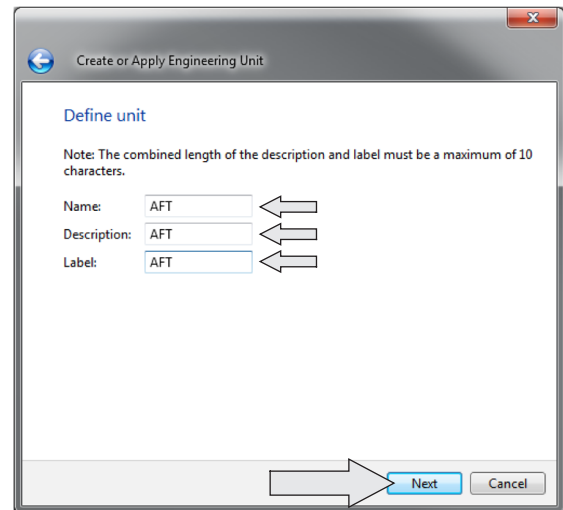 Create or Apply Engineering Unit
Define unit
Note: The combined length of the description and label must be a maximum of 10
characters.
Name: AFT
Description: AFT
Label: AFT
Next Cancel